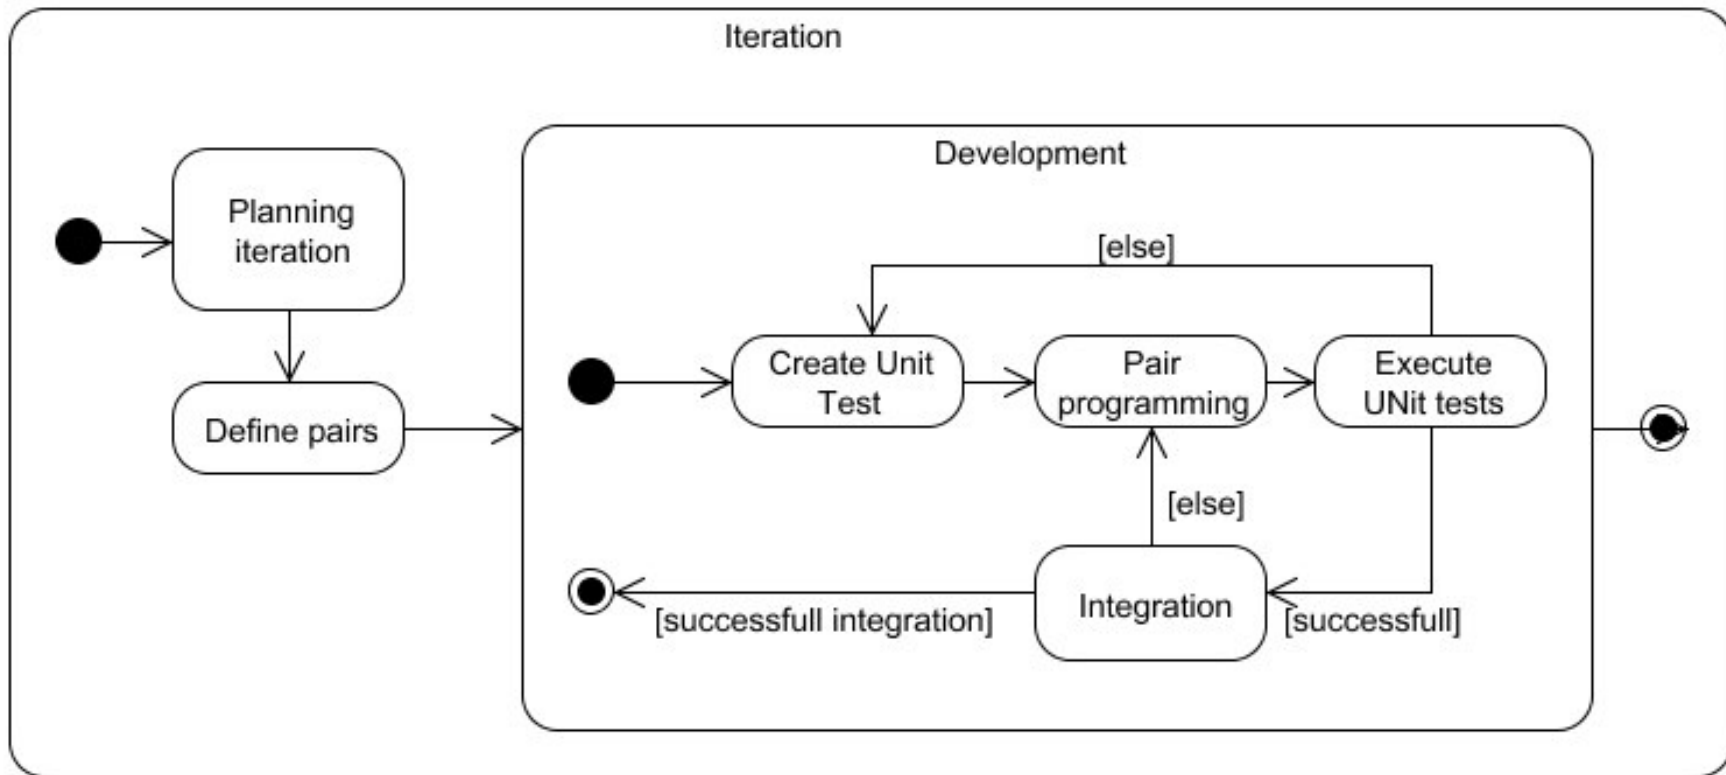 Iteration
Development
Planning
iteration
[else]
Create Unit
Test
Pair
programming
Execute
UNit tests
Define pairs
[else]
Integration
[successfull integration]
[successfull]